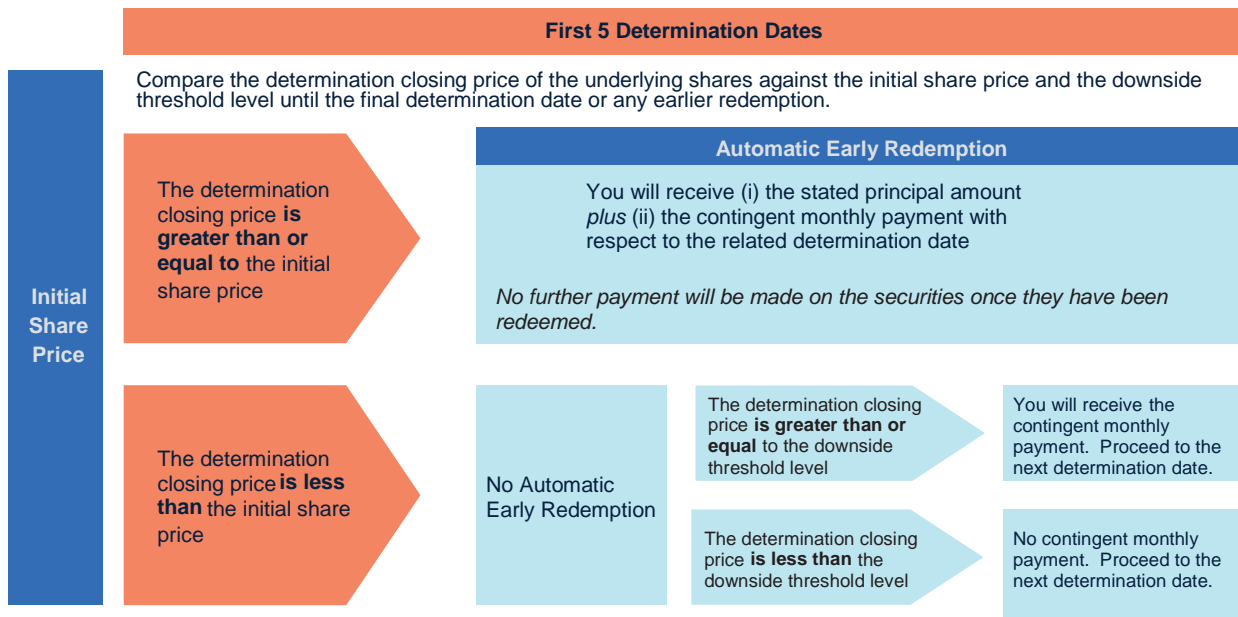 First 5 Determination Dates
Compare the determination closing price of the underlying shares against the initial share price and the downside
threshold level until the final determination date or any earlier redemption.
Initial
Share
Price
The determination
closing price is
greater than or
equal to the initial
share price
Automatic Early Redemption
You will receive (i) the stated principal amount
plus (ii) the contingent monthly payment with
respect to the related determination date
No further payment will be made on the securities once they have been
redeemed.
The determination
closing price is less
than the initial share
price
No Automatic
Early Redemption
The determination closing
price is greater than or
equal to the downside
threshold level
You will receive the
contingent monthly
payment. Proceed to the
next determination date.
The determination closing
price is less than the
downside threshold level
No contingent monthly
payment. Proceed to the
next determination date.